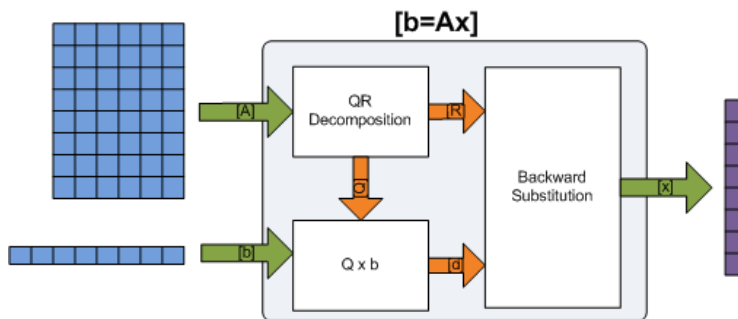 [b=Ax]
[A]
QR
Decomposition
[R]
Q
Backward
Substitution
[x]
[b]
Q x b
[d]